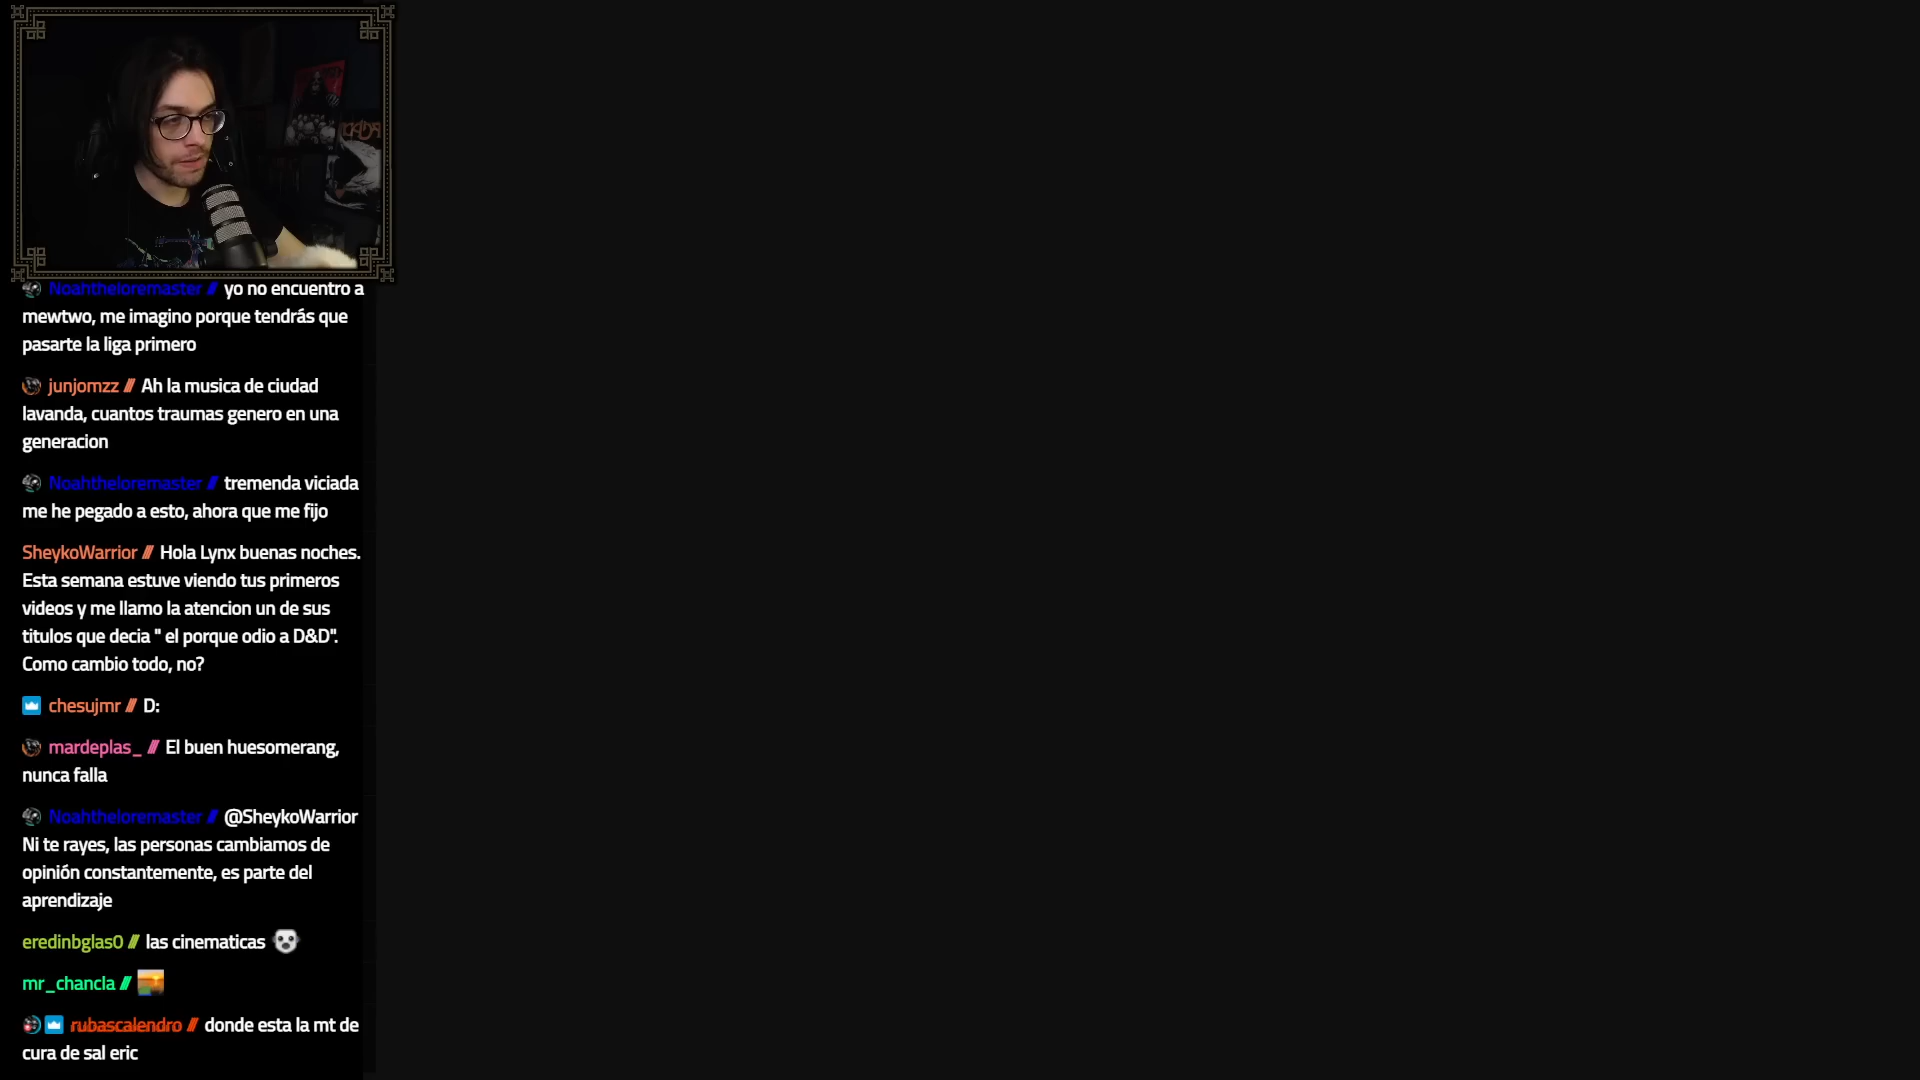 Noahtheloremaster // yo no encuentro a
mewtwo, me imagino porque tendrás que
pasarte la liga primero
junjomzz // Ah la musica de ciudad
lavanda, cuantos traumas genero en una
generacion
Noahtheloremaster // tremenda viciada
me he pegado a esto, ahora que me fijo
SheykoWarrior // Hola Lynx buenas noches.
Esta semana estuve viendo tus primeros
videos y me llamo la atencion un de sus
titulos que decia " el porque odio a D&D".
Como cambio todo, no?
chesujmr // D:
mardeplas_ // El buen huesomerang,
nunca falla
Noahtheloremaster // @SheykoWarrior
Ni te rayes, las personas cambiamos de
opinión constantemente, es parte del
aprendizaje
eredinbglas0 // las cinematicas
mr_chancla //
rubascalendro // donde esta la mt de
cura de sal eric